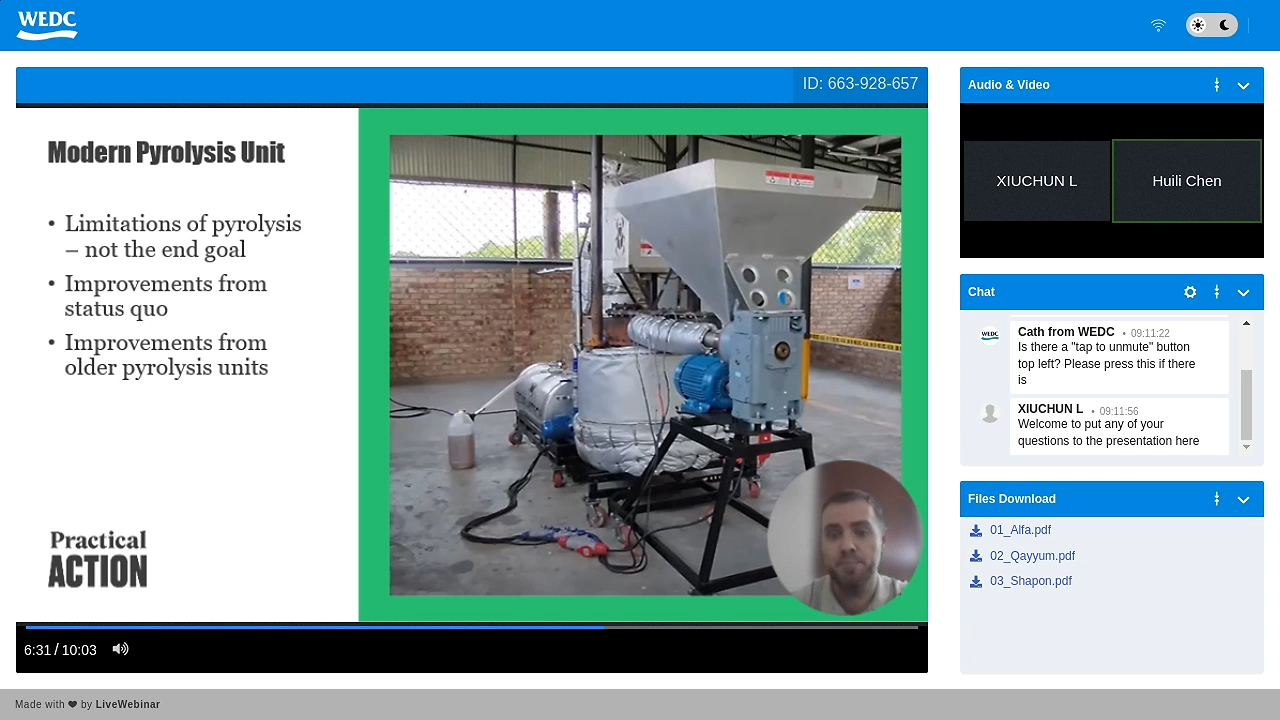 WEDC
ID: 663-928-657
Modern Pyrolysis Unit
• Limitations of pyrolysis
– not the end goal
• Improvements from
status quo
• Improvements from
older pyrolysis units
Practical
ACTION
6:31 / 10:03
Audio & Video
XIUCHUN L
Huili Chen
Chat
WEDC
Cath from WEDC • 09:11:22
Is there a "tap to unmute" button
top left? Please press this if there
is
XIUCHUN L • 09:11:56
Welcome to put any of your
questions to the presentation here
Files Download
01_Alfa.pdf
02_Qayyum.pdf
03_Shapon.pdf
Made with ❤ by LiveWebinar